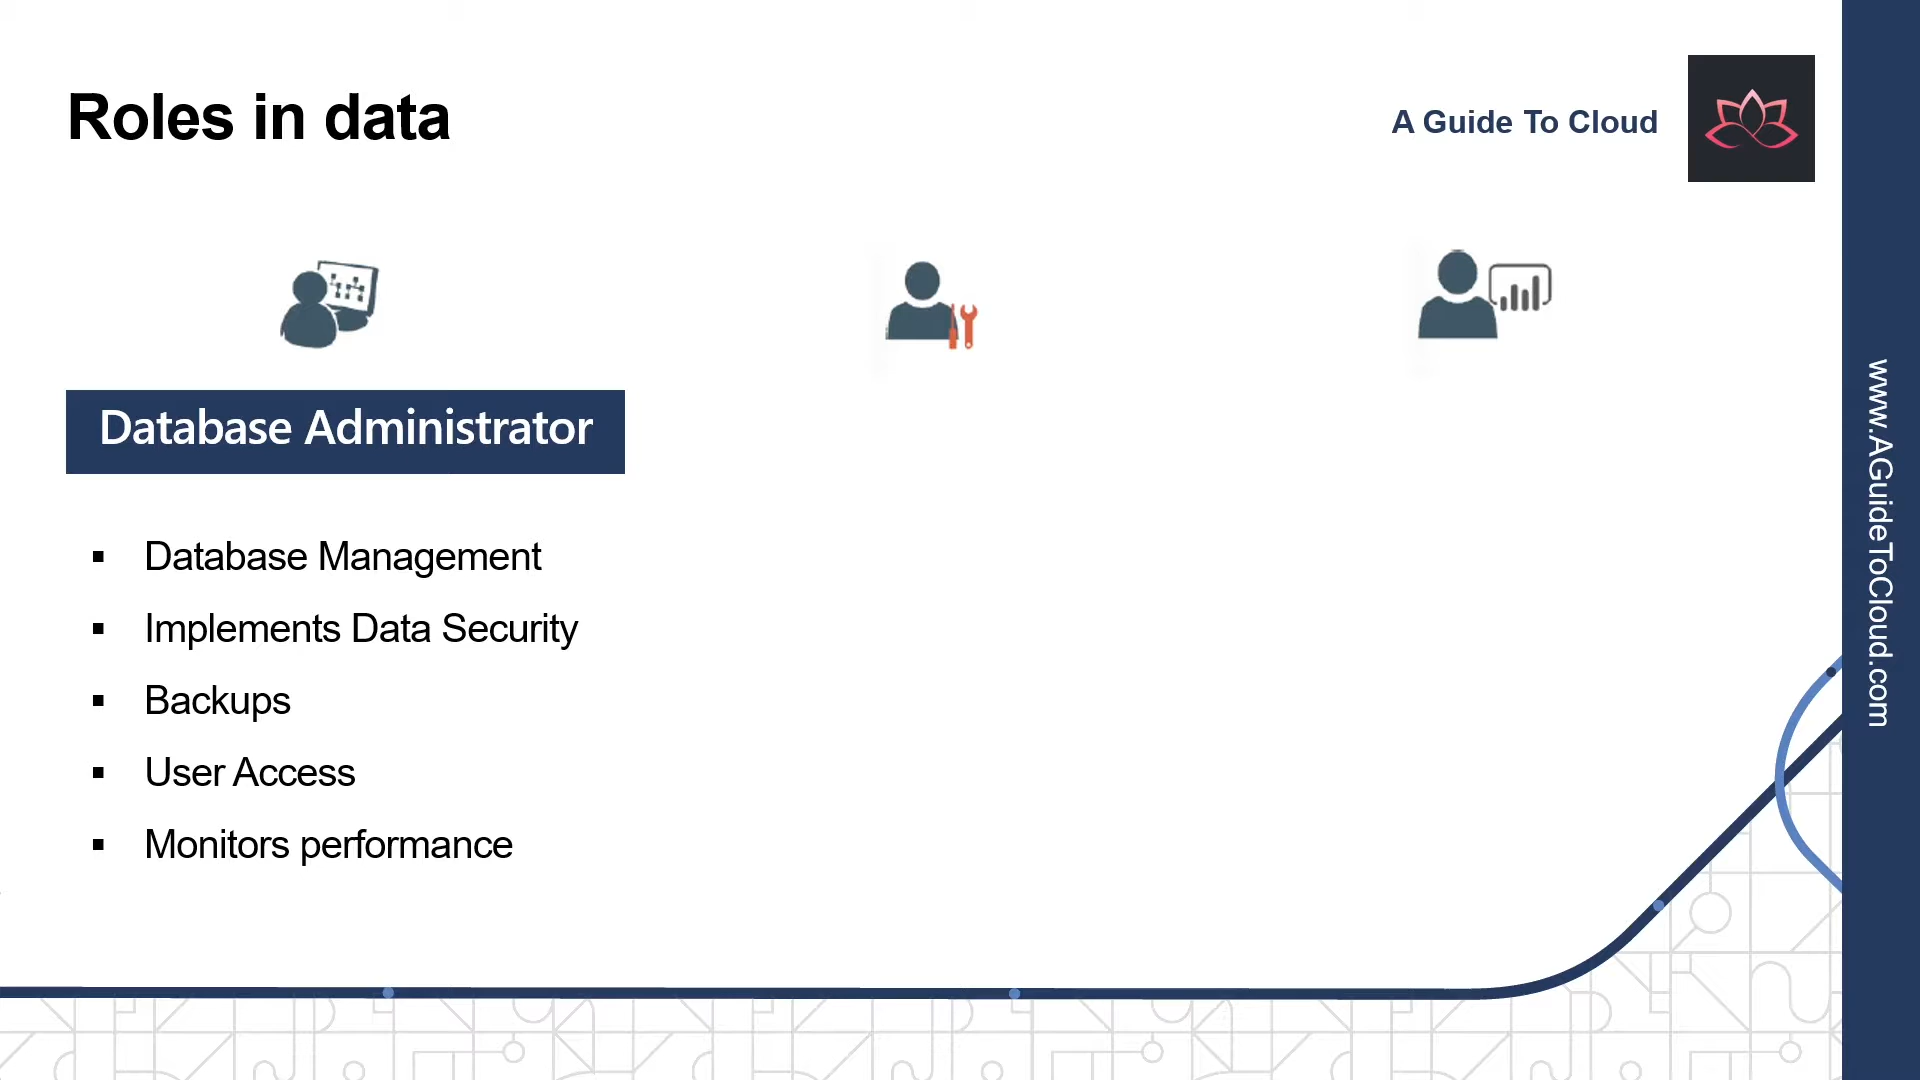 Roles in data
A Guide To Cloud
Database Administrator
▪ Database Management
▪ Implements Data Security
▪ Backups
▪ User Access
▪ Monitors performance
www.AGuideToCloud.com